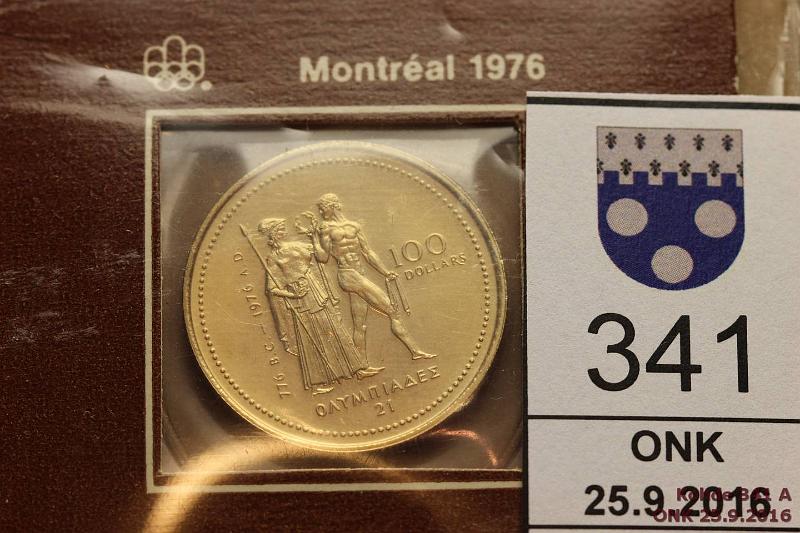 Montréal 1976
100
DOLLARS
776 B.C. – 1976 A.D
ΟΛΥΜΠΙΑΔΕΣ
21
341
ONK
25.9.2016
A
ONK 25.9.2016